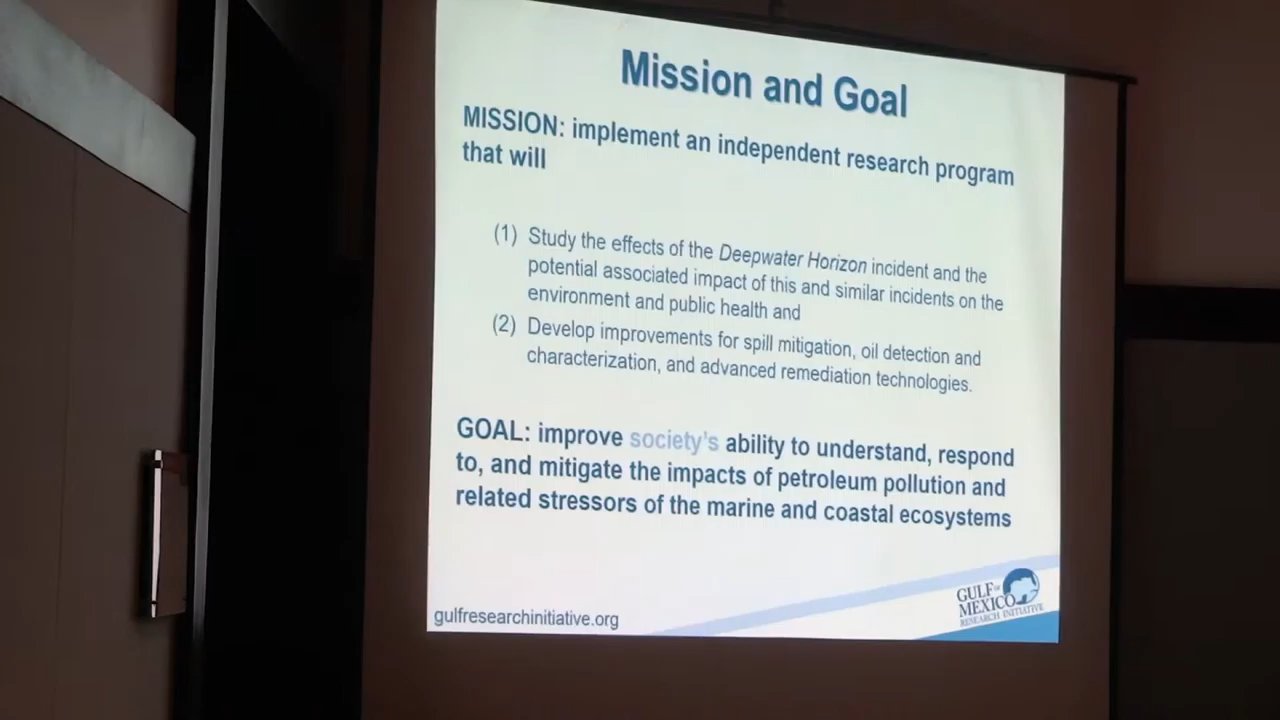 Mission and Goal
MISSION: implement an independent research program
that will
(1) Study the effects of the Deepwater Horizon incident and the
potential associated impact of this and similar incidents on the
environment and public health and
(2) Develop improvements for spill mitigation, oil detection and
characterization, and advanced remediation technologies.
GOAL: improve society's ability to understand, respond
to, and mitigate the impacts of petroleum pollution and
related stressors of the marine and coastal ecosystems
gulfresearchinitiative.org
GULF OF
MEXICO
RESEARCH INITIATIVE